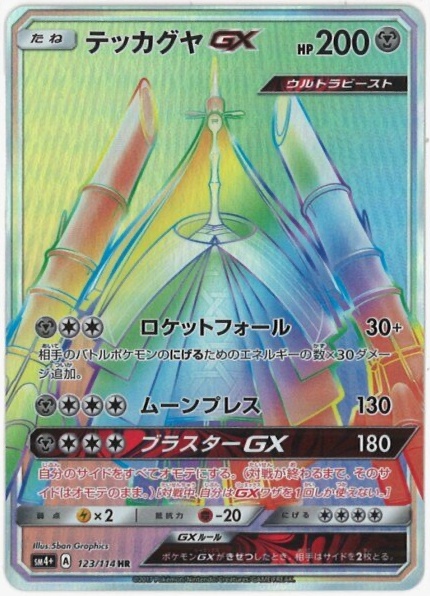 たね テッカグヤGX HP200
ウルトラビースト
ロケットフォール 30+
相手のバトルポケモンのにげるためのエネルギーの数×30ダメー
ジ追加。
ムーンプレス 130
ブラスターGX 180
自分のサイドをすべてオモテにする。(対戦が終わるまで、そのサ
イドはオモテのまま。)[対戦中、自分はGXワザを1回しか使えない。]
弱点 ×2 抵抗力 -20 にげる
GXルール
Illus. 5ban Graphics
ポケモンGXがきぜつしたとき、相手はサイドを2枚とる。
SM4+ A 123/114 HR
©2017 Pokémon/Nintendo/Creatures/GAME FREAK.